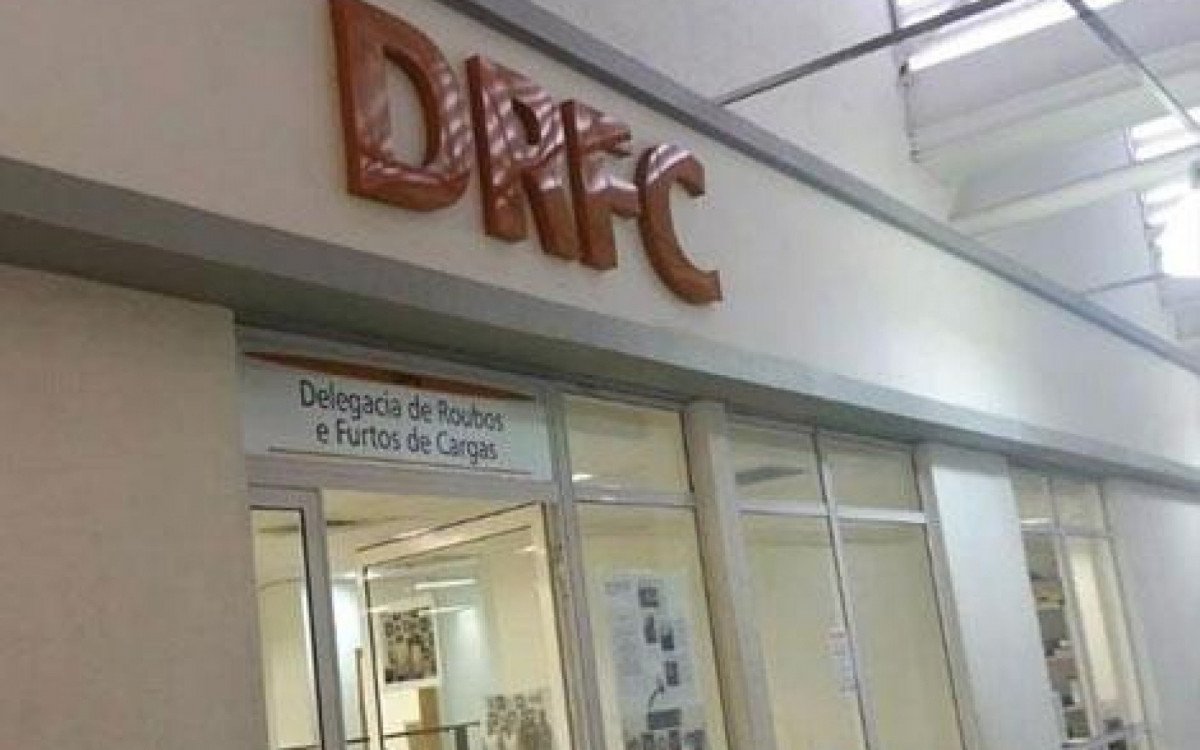 DRFC
Delegacia de Roubos
e Furtos de Cargas